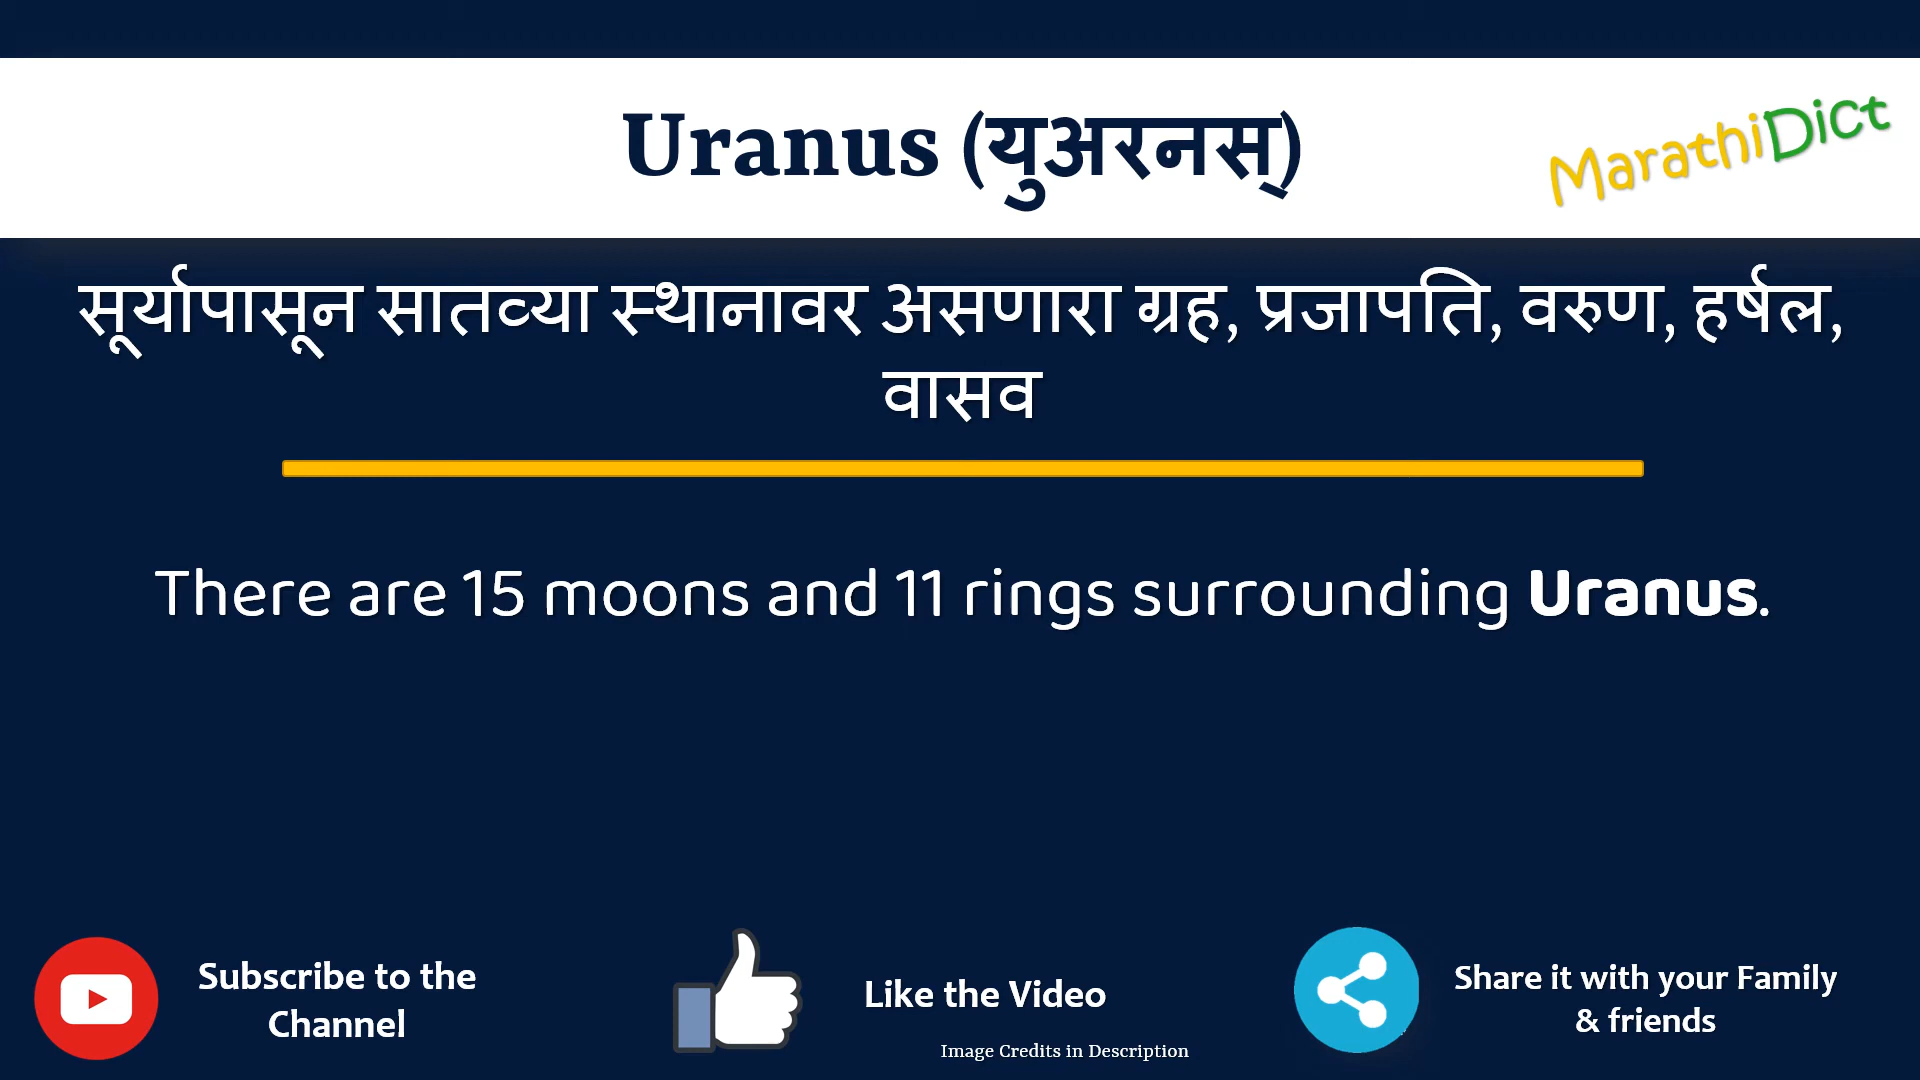 Uranus (युअरनस्)
MarathiDict
सूर्यापासून सातव्या स्थानावर असणारा ग्रह, प्रजापति, वरुण, हर्षल,
वासव
There are 15 moons and 11 rings surrounding Uranus.
Subscribe to the
Channel
Like the Video
Share it with your Family
& friends
Image Credits in Description